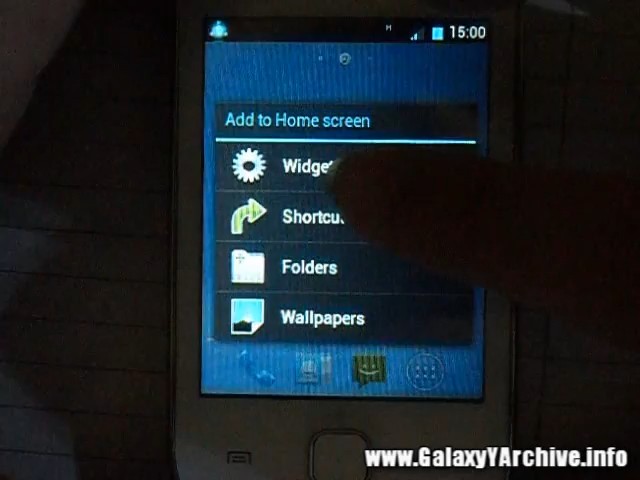 15:00
Add to Home screen
Folders
Wallpapers
www.GalaxyYArchive.info